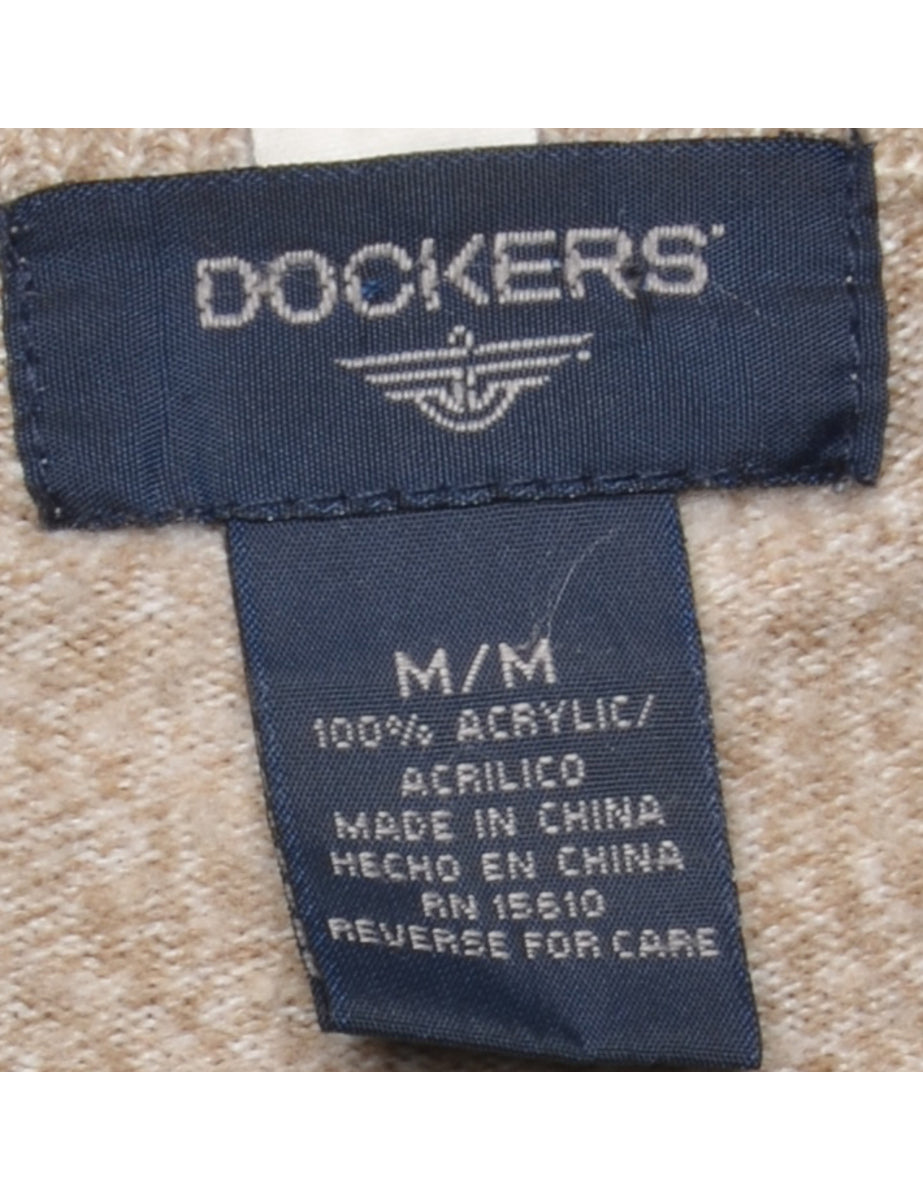 DOCKERS
M/M
100% ACRYLIC/
ACRILICO
MADE IN CHINA
HECHO EN CHINA
RN 15610
REVERSE FOR CARE